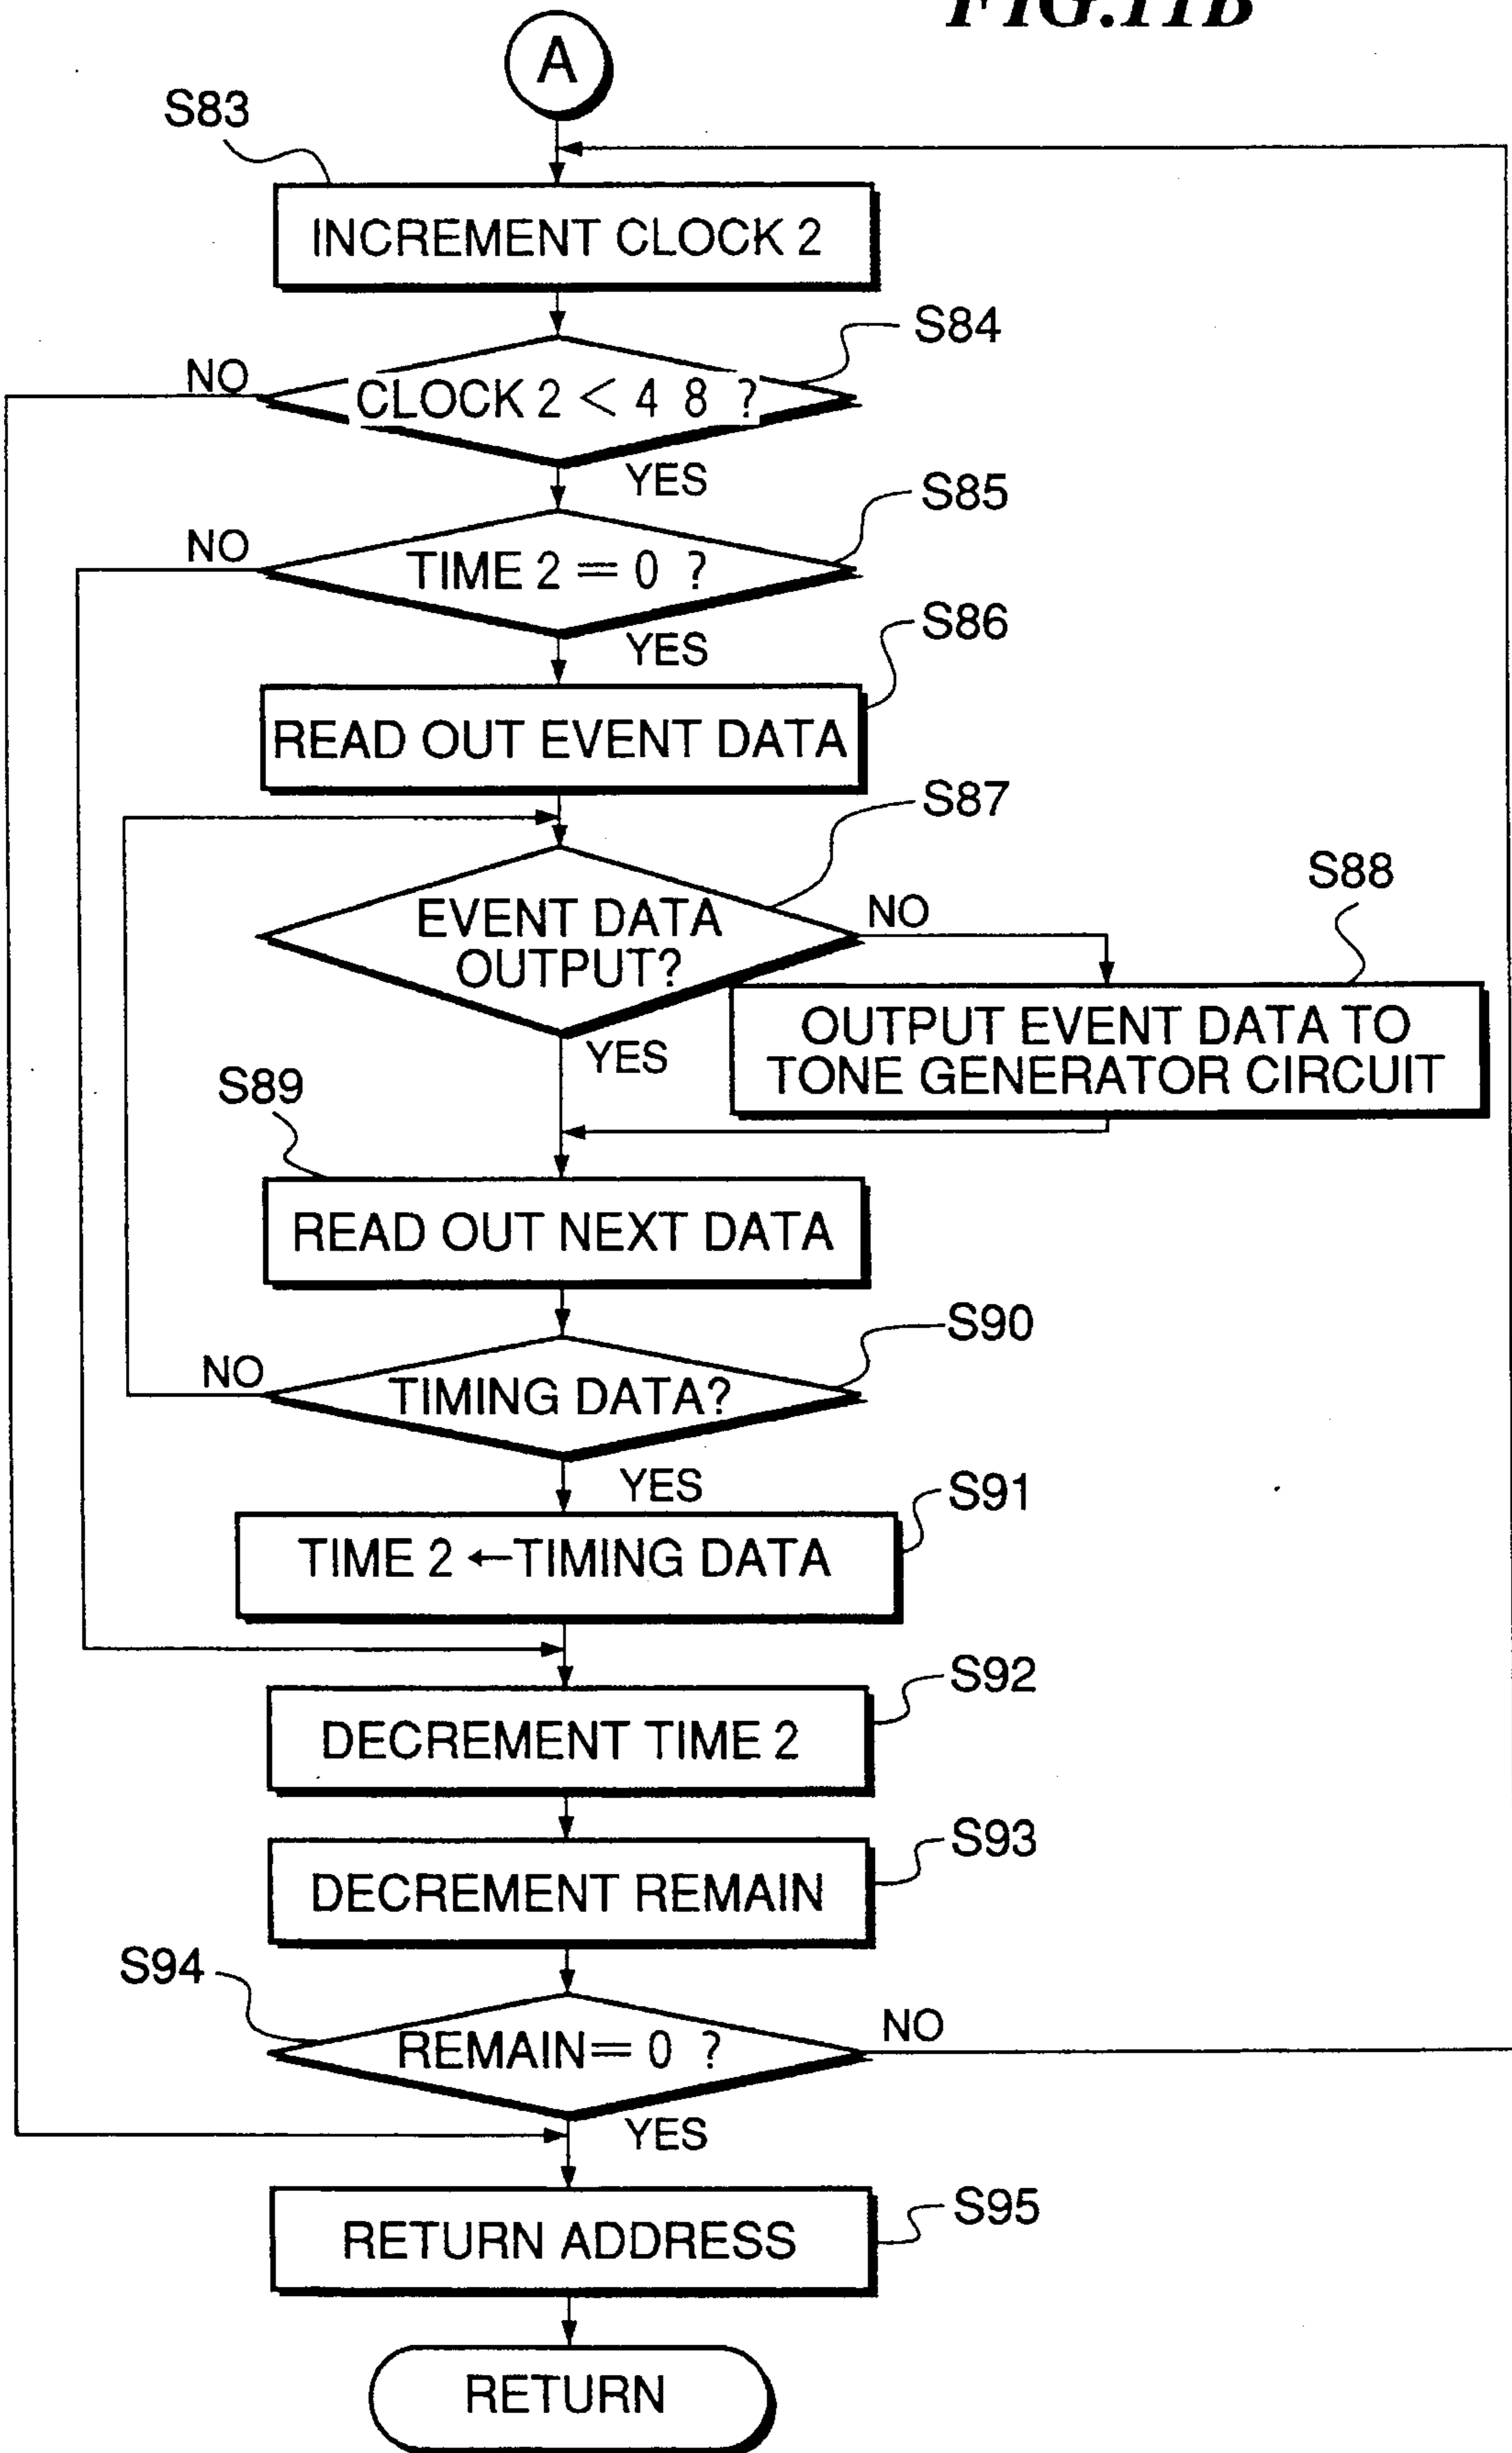 FIG.11B
A
S83
INCREMENT CLOCK 2
S84
NO
CLOCK 2 < 4 8 ?
YES
S85
NO
TIME 2 = 0 ?
YES
S86
READ OUT EVENT DATA
S87
EVENT DATA
OUTPUT?
NO
S88
YES
OUTPUT EVENT DATA TO
TONE GENERATOR CIRCUIT
S89
READ OUT NEXT DATA
S90
NO
TIMING DATA?
YES
S91
TIME 2 ←TIMING DATA
S92
DECREMENT TIME 2
S93
DECREMENT REMAIN
S94
REMAIN= 0 ?
NO
YES
S95
RETURN ADDRESS
RETURN